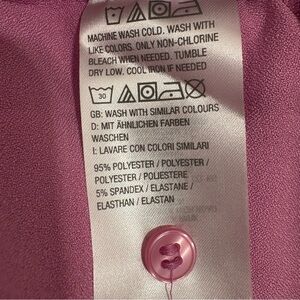 MACHINE WASH COLD. WASH WITH
LIKE COLORS. ONLY NON-CHLORINE
BLEACH WHEN NEEDED. TUMBLE
DRY LOW. COOL IRON IF NEEDED
30
GB: WASH WITH SIMILAR COLOURS
D: MIT ÄHNLICHEN FARBEN
WASCHEN
I: LAVARE CON COLORI SIMILARI
95% POLYESTER / POLYESTER /
POLYESTER / POLIESTERE
5% SPANDEX / ELASTANE /
ELASTHAN / ELASTAN